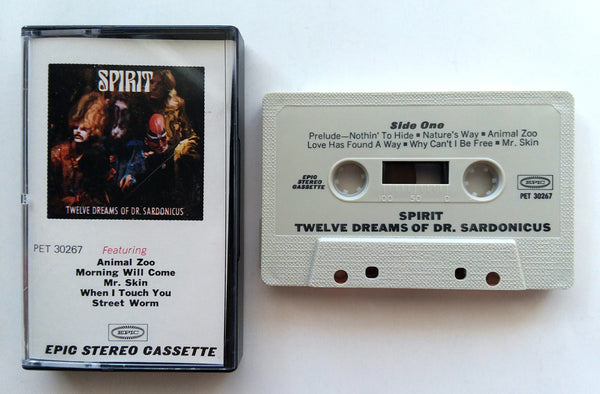 SPIRIT
TWELVE DREAMS OF DR. SARDONICUS
PET 30267
Featuring
Animal Zoo
Morning Will Come
Mr. Skin
When I Touch You
Street Worm
EPIC
EPIC STEREO CASSETTE
Side One
Prelude—Nothin' To Hide ▪ Nature's Way ▪ Animal Zoo
Love Has Found A Way ▪ Why Can't I Be Free ▪ Mr. Skin
EPIC
STEREO
CASSETTE
100 50 0
EPIC
PET 30267
SPIRIT
TWELVE DREAMS OF DR. SARDONICUS